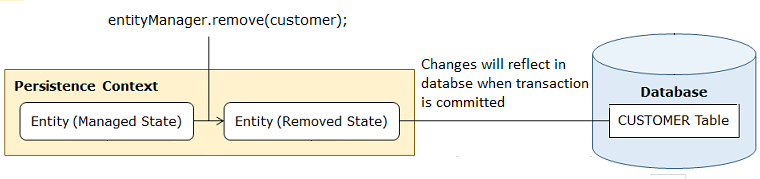 entityManager.remove(customer);
Changes will reflect in
databse when transaction
is committed
Persistence Context
Entity (Managed State)
Entity (Removed State)
Database
CUSTOMER Table